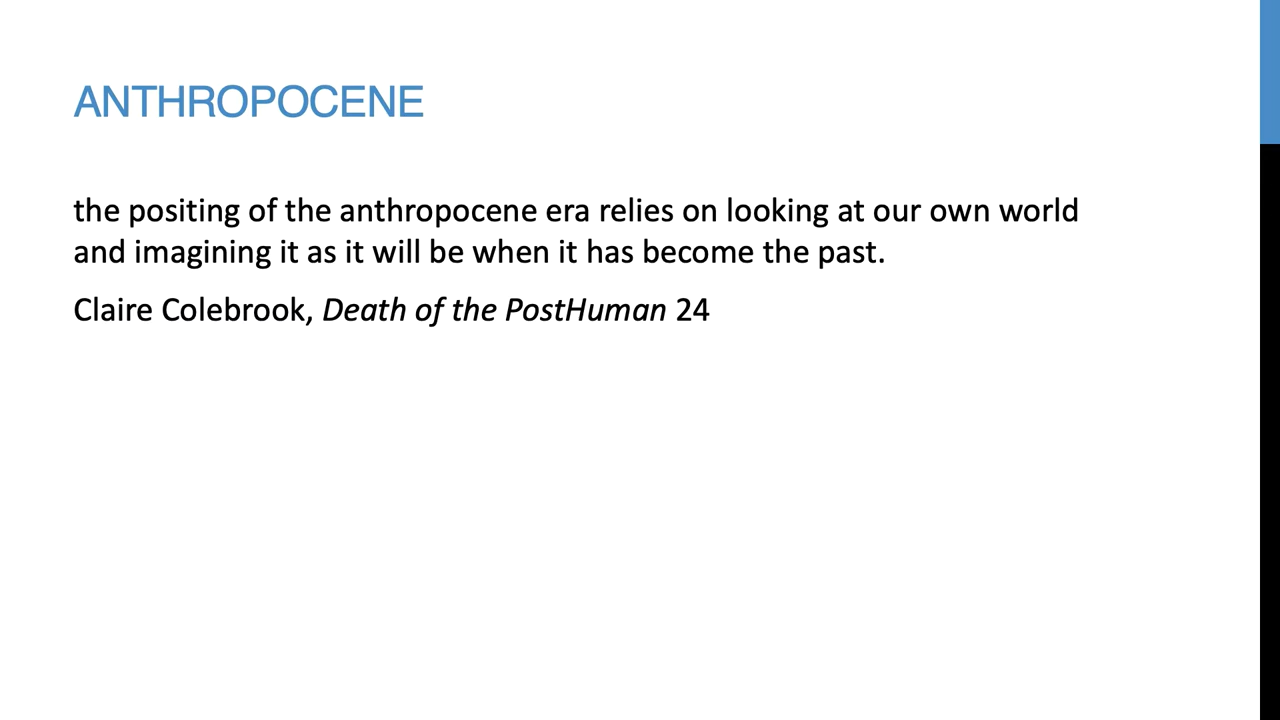 ANTHROPOCENE
the positing of the anthropocene era relies on looking at our own world
and imagining it as it will be when it has become the past.
Claire Colebrook, Death of the PostHuman 24